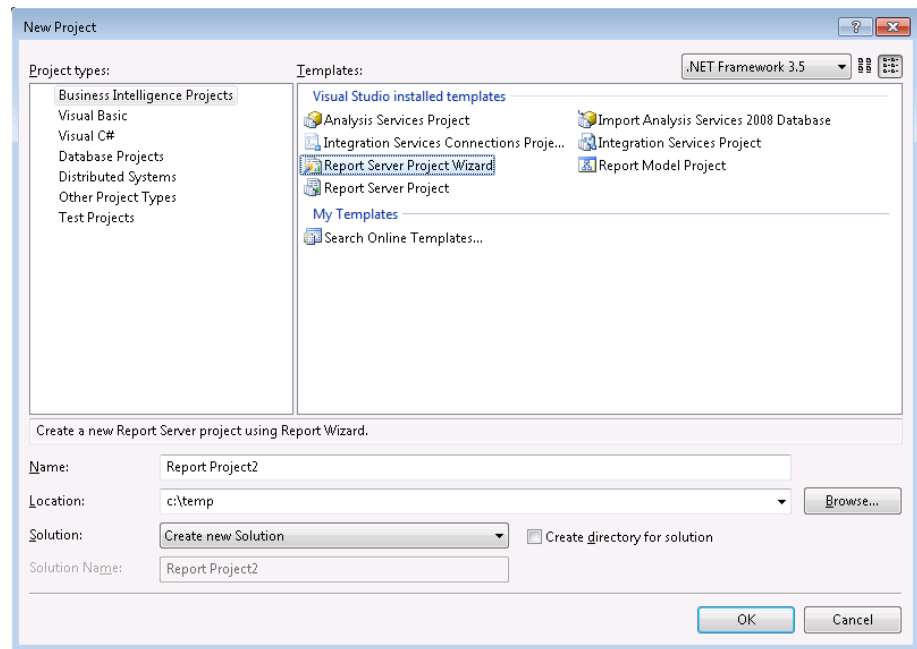 New Project
Project types:
Templates:
.NET Framework 3.5
Business Intelligence Projects
Visual Basic
Visual C#
Database Projects
Distributed Systems
Other Project Types
Test Projects
Visual Studio installed templates
Analysis Services Project
Import Analysis Services 2008 Database
Integration Services Connections Proje...
Integration Services Project
Report Server Project Wizard
Report Model Project
Report Server Project
My Templates
Search Online Templates...
Create a new Report Server project using Report Wizard.
Name:
Report Project2
Location:
c:\temp
Browse...
Solution:
Create new Solution
Create directory for solution
Solution Name:
Report Project2
OK
Cancel